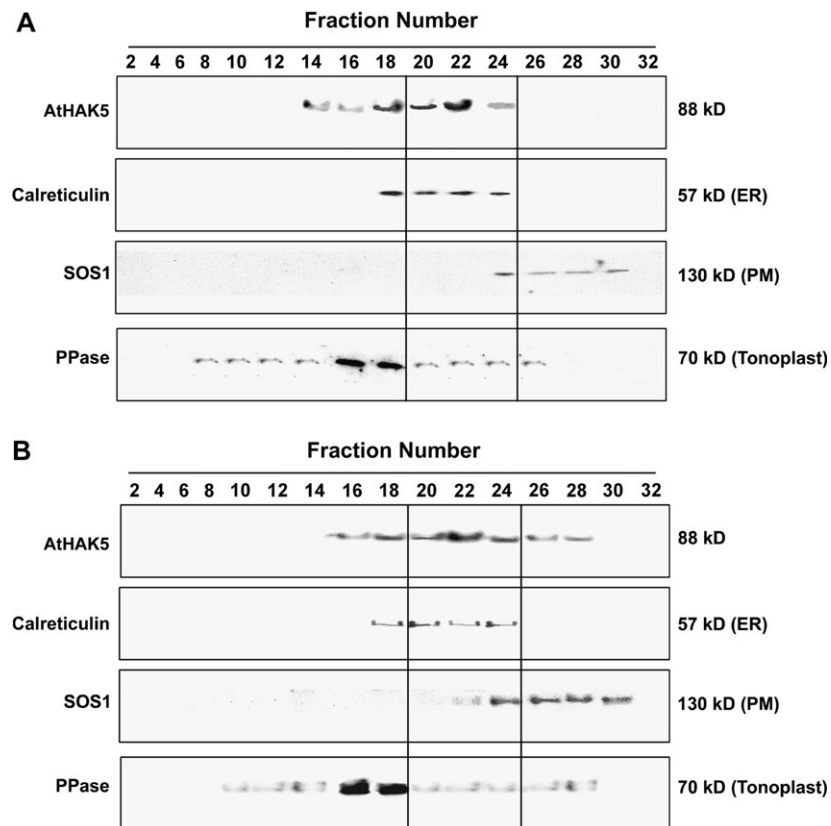 A
Fraction Number
2 4 6 8 10 12 14 16 18 20 22 24 26 28 30 32
AtHAK5 88 kD
Calreticulin 57 kD (ER)
SOS1 130 kD (PM)
PPase 70 kD (Tonoplast)
B
Fraction Number
2 4 6 8 10 12 14 16 18 20 22 24 26 28 30 32
AtHAK5 88 kD
Calreticulin 57 kD (ER)
SOS1 130 kD (PM)
PPase 70 kD (Tonoplast)